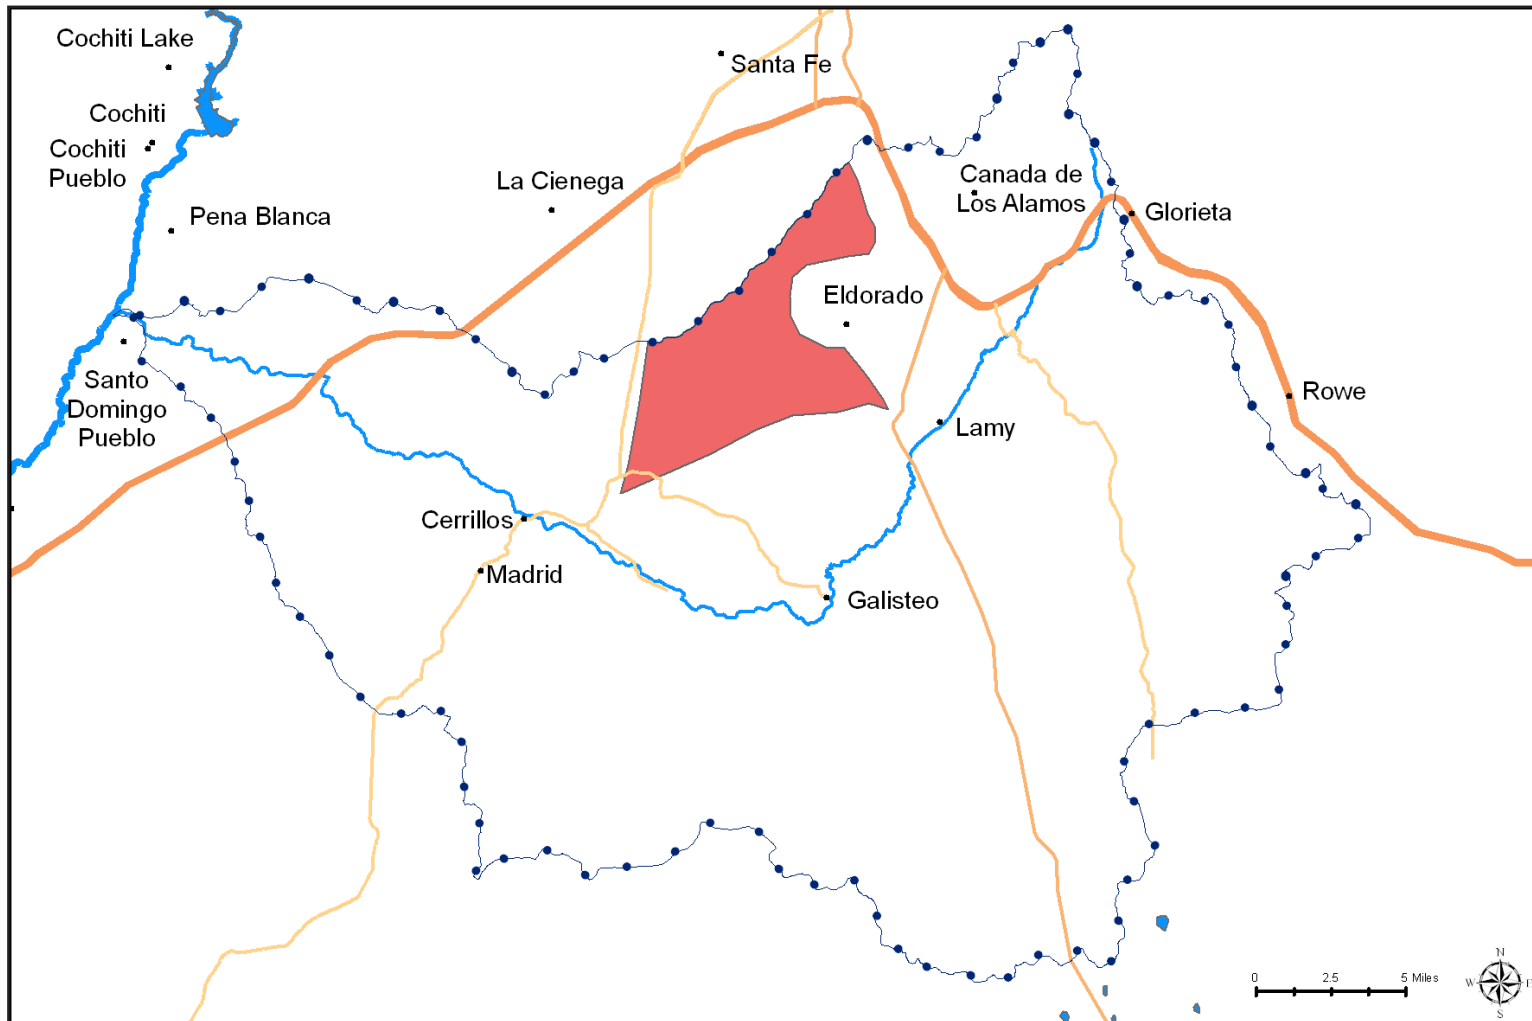 Cochiti Lake
Santa Fe
Cochiti
Cochiti
Pueblo
Canada de
Los Alamos
La Cienega
Pena Blanca
Glorieta
Eldorado
Santo
Domingo
Pueblo
Rowe
Lamy
Cerrillos
Madrid
Galisteo
0 2.5 5 Miles
N
W E
S